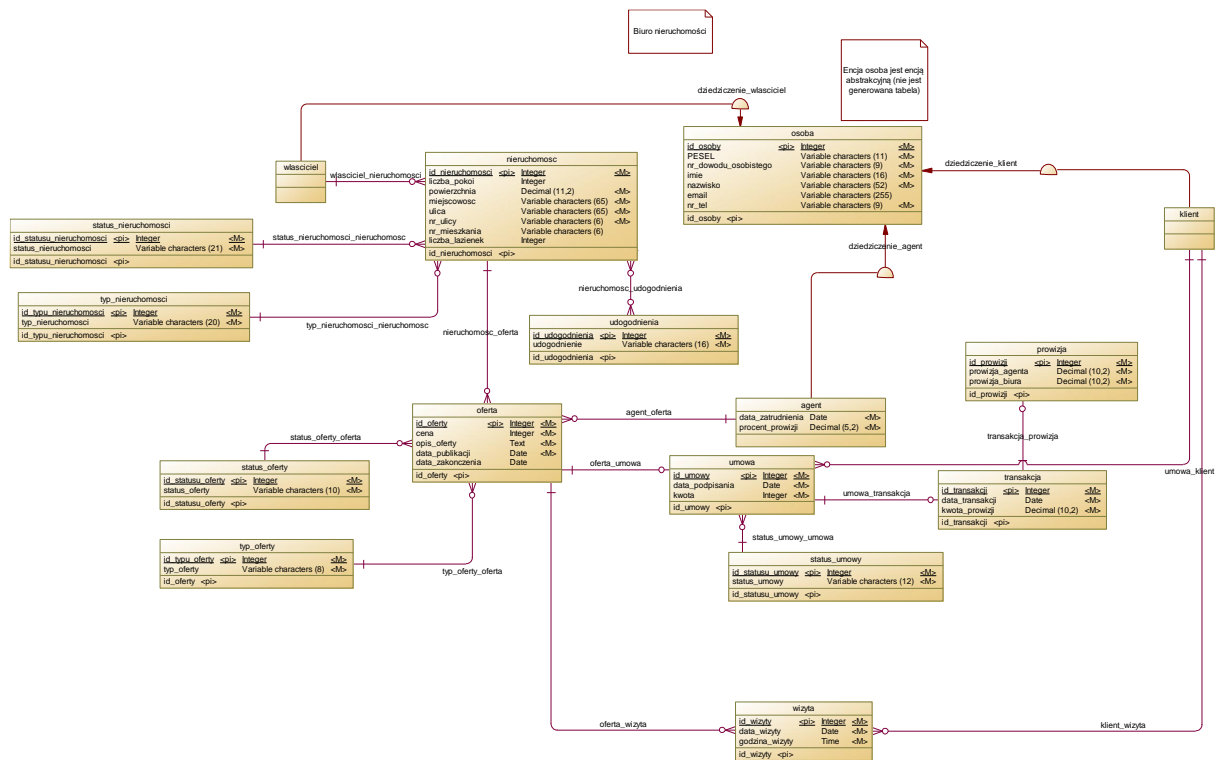 Biuro nieruchomości
Encja osoba jest encją
abstrakcyjną (nie jest
generowana tabela)
dziedziczenie_wlasciciel
osoba
id_osoby <pi> Integer <M>
PESEL Variable characters (11) <M>
nr_dowodu_osobistego Variable characters (9) <M>
imie Variable characters (16) <M>
nazwisko Variable characters (52) <M>
email Variable characters (255)
nr_tel Variable characters (9) <M>
id_osoby <pi>
dziedziczenie_klient
klient
wlasciciel
wlasciciel_nieruchomosc
nieruchomosc
id_nieruchomosci <pi> Integer <M>
liczba_pokoi Integer
powierzchnia Decimal (11,2) <M>
miejscowosc Variable characters (65) <M>
ulica Variable characters (65) <M>
nr_ulicy Variable characters (6) <M>
nr_mieszkania Variable characters (6)
liczba_lazienek Integer
id_nieruchomosci <pi>
status_nieruchomosci
id_statusu_nieruchomosci <pi> Integer <M>
status_nieruchomosci Variable characters (21) <M>
id_statusu_nieruchomosci <pi>
status_nieruchomosci_nieruchomosc
dziedziczenie_agent
typ_nieruchomosci
id_typu_nieruchomosci <pi> Integer <M>
typ_nieruchomosci Variable characters (20) <M>
id_typu_nieruchomosci <pi>
typ_nieruchomosci_nieruchomosc
nieruchomosc_udogodnienia
nieruchomosc_oferta
udogodnienia
id_udogodnienia <pi> Integer <M>
udogodnienie Variable characters (16) <M>
id_udogodnienia <pi>
prowizja
id_prowizji <pi> Integer <M>
prowizja_agenta Decimal (10,2) <M>
prowizja_biura Decimal (10,2) <M>
id_prowizji <pi>
oferta
id_oferty <pi> Integer <M>
cena Integer <M>
opis_oferty Text <M>
data_publikacji Date <M>
data_zakonczenia Date
id_oferty <pi>
agent_oferta
agent
data_zatrudnienia Date <M>
procent_prowizji Decimal (5,2) <M>
transakcja_prowizja
status_oferty_oferta
status_oferty
id_statusu_oferty <pi> Integer <M>
status_oferty Variable characters (10) <M>
id_statusu_oferty <pi>
oferta_umowa
umowa
id_umowy <pi> Integer <M>
data_podpisania Date <M>
kwota Integer <M>
id_umowy <pi>
umowa_klient
umowa_transakcja
transakcja
id_transakcji <pi> Integer <M>
data_transakcji Date <M>
kwota_prowizji Decimal (10,2) <M>
id_transakcji <pi>
status_umowy_umowa
typ_oferty
id_typu_oferty <pi> Integer <M>
typ_oferty Variable characters (8) <M>
id_oferty <pi>
typ_oferty_oferta
status_umowy
id_statusu_umowy <pi> Integer <M>
status_umowy Variable characters (12) <M>
id_statusu_umowy <pi>
oferta_wizyta
wizyta
id_wizyty <pi> Integer <M>
data_wizyty Date <M>
godzina_wizyty Time <M>
id_wizyty <pi>
klient_wizyta